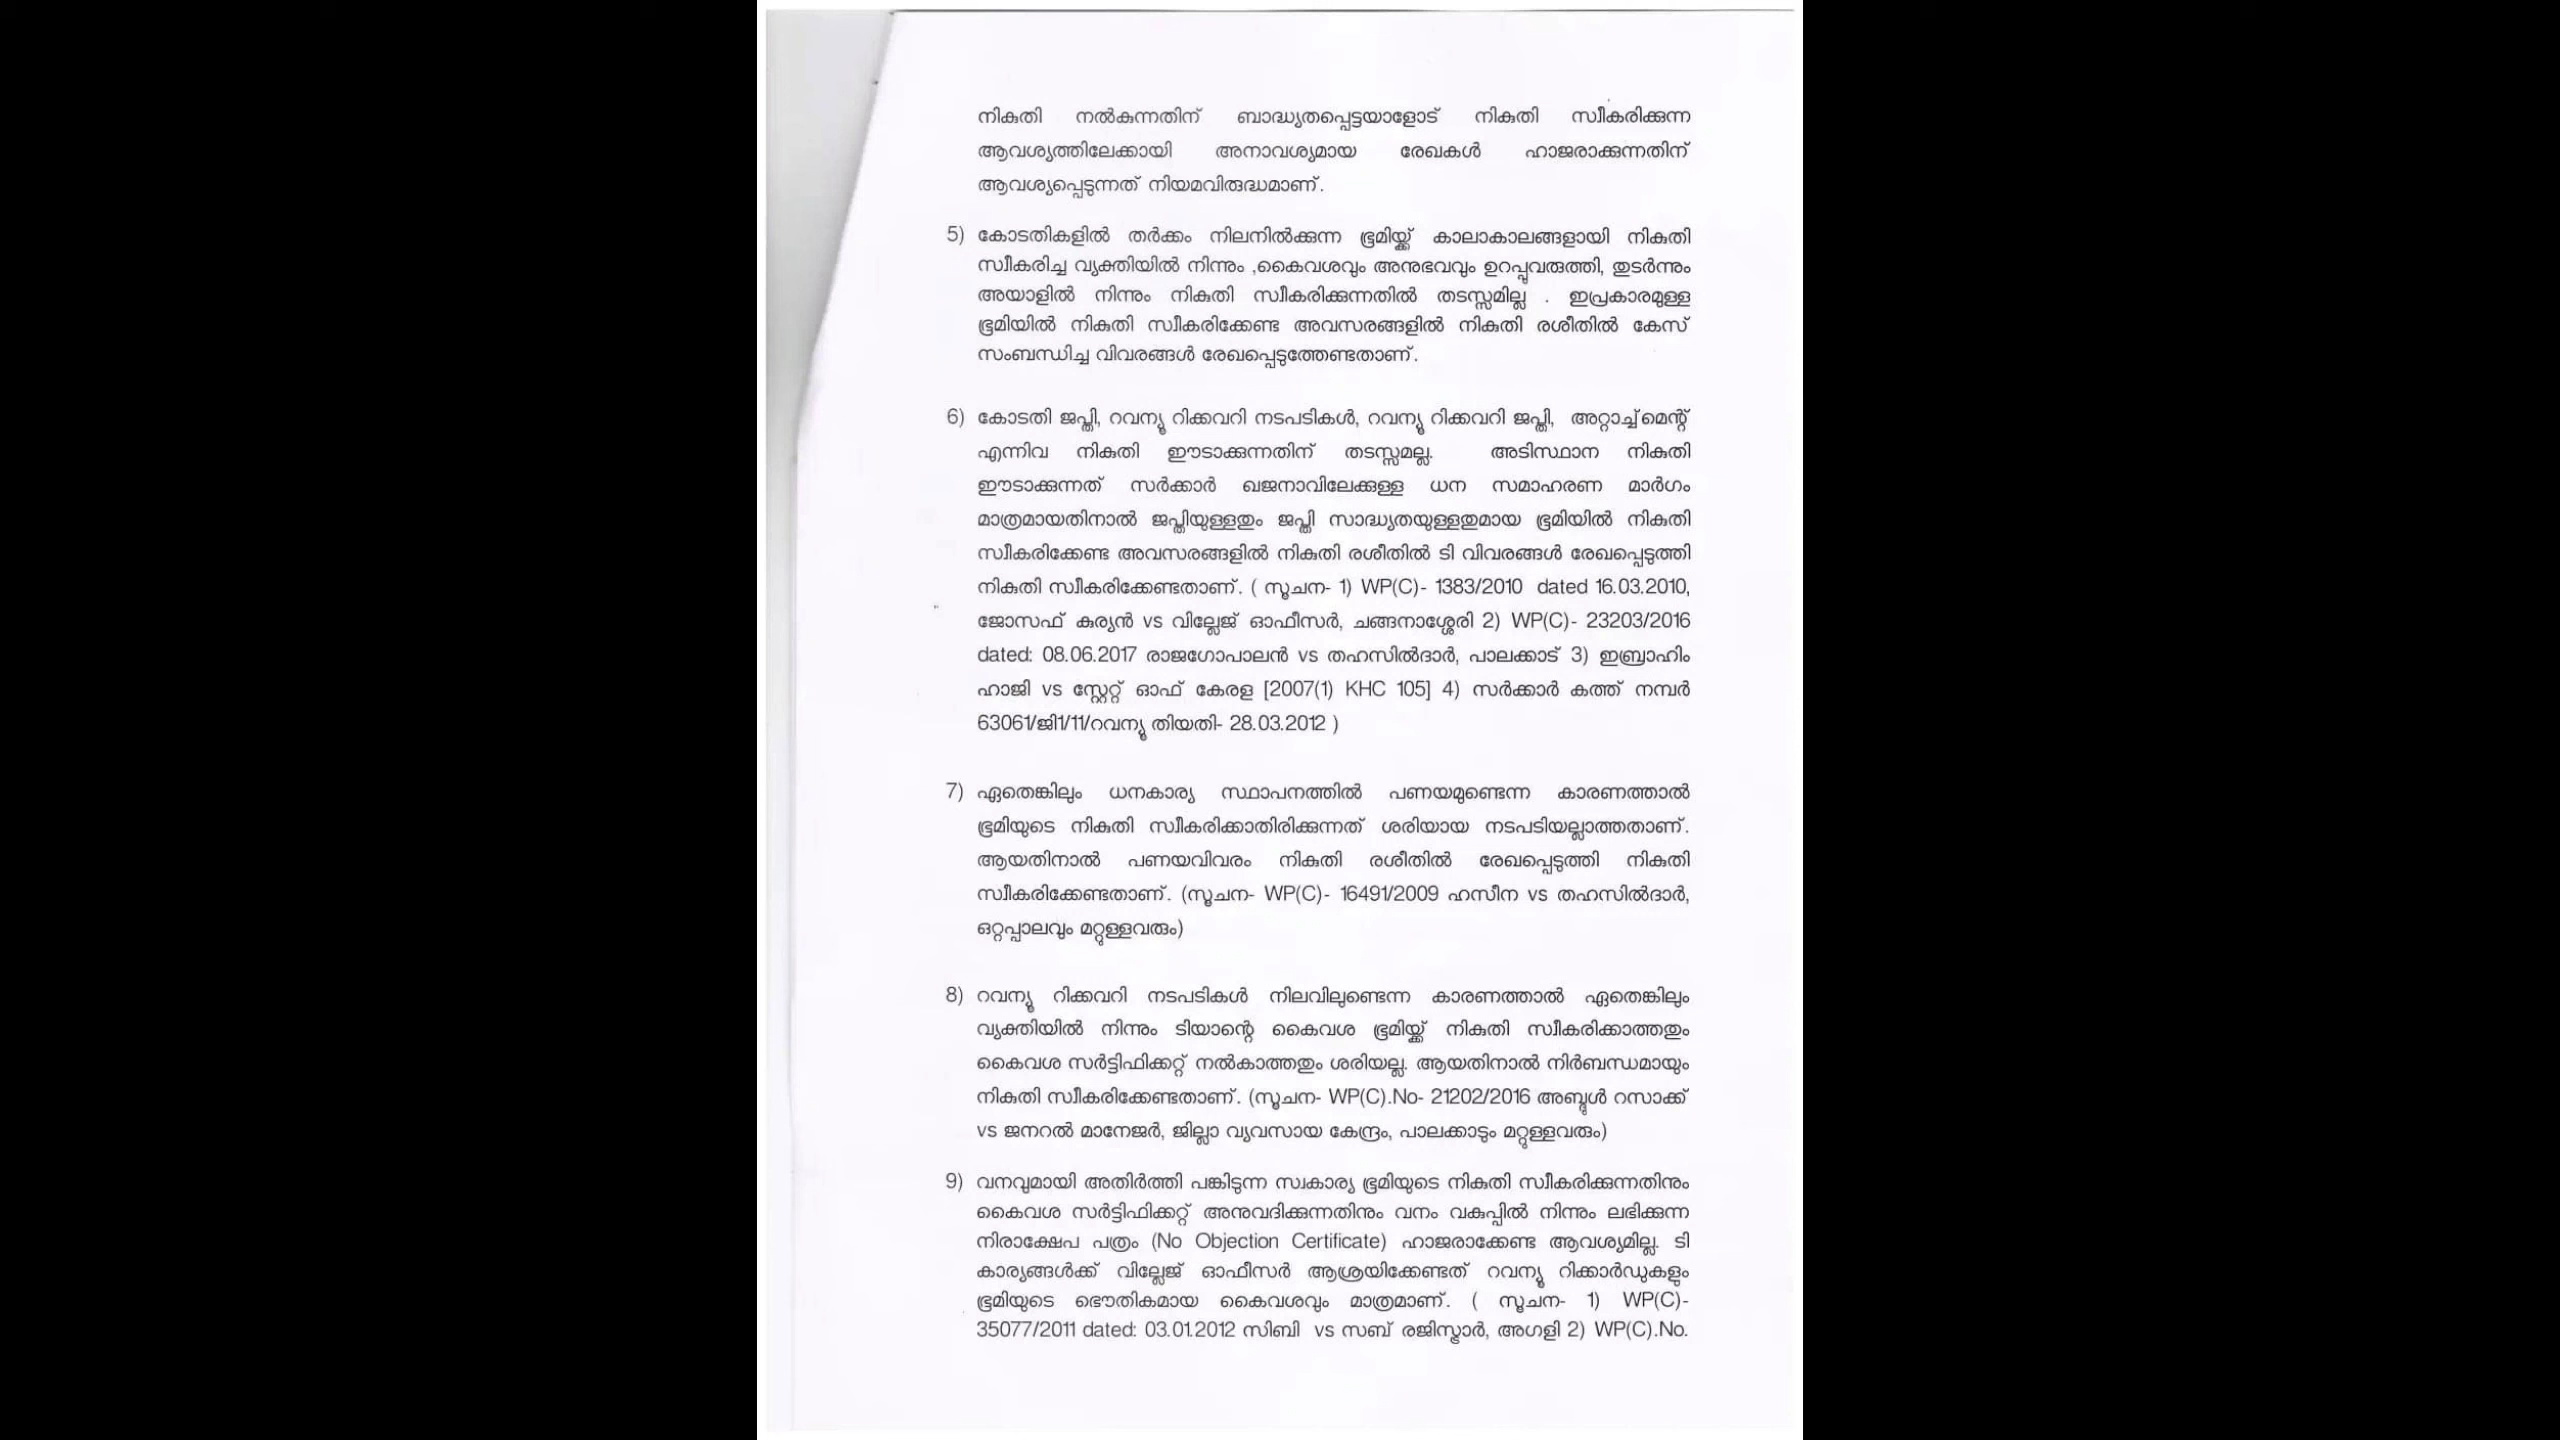 നികുതി നൽകുന്നതിന് ബാദ്ധ്യതപ്പെട്ടയാളോട് നികുതി സ്വീകരിക്കുന്ന
ആവശ്യത്തിലേക്കായി അനാവശ്യമായ രേഖകൾ ഹാജരാക്കുന്നതിന്
ആവശ്യപ്പെടുന്നത് നിയമവിരുദ്ധമാണ്.
5) കോടതികളിൽ തർക്കം നിലനിൽക്കുന്ന ഭൂമിയ്ക്ക് കാലാകാലങ്ങളായി നികുതി
സ്വീകരിച്ച വ്യക്തിയിൽ നിന്നും ,കൈവശവും അനുഭവവും ഉറപ്പുവരുത്തി, തുടർന്നും
അയാളിൽ നിന്നും നികുതി സ്വീകരിക്കുന്നതിൽ തടസ്സമില്ല . ഇപ്രകാരമുള്ള
ഭൂമിയിൽ നികുതി സ്വീകരിക്കേണ്ട അവസരങ്ങളിൽ നികുതി രശീതിൽ കേസ്
സംബന്ധിച്ച വിവരങ്ങൾ രേഖപ്പെടുത്തേണ്ടതാണ്.
6) കോടതി ജപ്തി, റവന്യൂ റിക്കവറി നടപടികൾ, റവന്യൂ റിക്കവറി ജപ്തി, അറ്റാച്ച്മെന്റ്
എന്നിവ നികുതി ഈടാക്കുന്നതിന് തടസ്സമല്ല. അടിസ്ഥാന നികുതി
ഈടാക്കുന്നത് സർക്കാർ ഖജനാവിലേക്കുള്ള ധന സമാഹരണ മാർഗം
മാത്രമായതിനാൽ ജപ്തിയുള്ളതും ജപ്തി സാദ്ധ്യതയുള്ളതുമായ ഭൂമിയിൽ നികുതി
സ്വീകരിക്കേണ്ട അവസരങ്ങളിൽ നികുതി രശീതിൽ ടി വിവരങ്ങൾ രേഖപ്പെടുത്തി
നികുതി സ്വീകരിക്കേണ്ടതാണ്. ( സൂചന- 1) WP(C)- 1383/2010 dated 16.03.2010,
ജോസഫ് കുര്യൻ vs വില്ലേജ് ഓഫീസർ, ചങ്ങനാശ്ശേരി 2) WP(C)- 23203/2016
dated: 08.06.2017 രാജഗോപാലൻ vs തഹസിൽദാർ, പാലക്കാട് 3) ഇബ്രാഹിം
ഹാജി vs സ്റ്റേറ്റ് ഓഫ് കേരള [2007(1) KHC 105] 4) സർക്കാർ കത്ത് നമ്പർ
63061/ജി1/11/റവന്യൂ തിയതി- 28.03.2012 )
7) ഏതെങ്കിലും ധനകാര്യ സ്ഥാപനത്തിൽ പണയമുണ്ടെന്ന കാരണത്താൽ
ഭൂമിയുടെ നികുതി സ്വീകരിക്കാതിരിക്കുന്നത് ശരിയായ നടപടിയല്ലാത്തതാണ്.
ആയതിനാൽ പണയവിവരം നികുതി രശീതിൽ രേഖപ്പെടുത്തി നികുതി
സ്വീകരിക്കേണ്ടതാണ്. (സൂചന- WP(C)- 16491/2009 ഹസീന vs തഹസിൽദാർ,
ഒറ്റപ്പാലവും മറ്റുള്ളവരും)
8) റവന്യൂ റിക്കവറി നടപടികൾ നിലവിലുണ്ടെന്ന കാരണത്താൽ ഏതെങ്കിലും
വ്യക്തിയിൽ നിന്നും ടിയാന്റെ കൈവശ ഭൂമിയ്ക്ക് നികുതി സ്വീകരിക്കാത്തതും
കൈവശ സർട്ടിഫിക്കറ്റ് നൽകാത്തതും ശരിയല്ല. ആയതിനാൽ നിർബന്ധമായും
നികുതി സ്വീകരിക്കേണ്ടതാണ്. (സൂചന- WP(C).No- 21202/2016 അബ്ദുൾ റസാക്ക്
vs ജനറൽ മാനേജർ, ജില്ലാ വ്യവസായ കേന്ദ്രം, പാലക്കാടും മറ്റുള്ളവരും)
9) വനവുമായി അതിർത്തി പങ്കിടുന്ന സ്വകാര്യ ഭൂമിയുടെ നികുതി സ്വീകരിക്കുന്നതിനും
കൈവശ സർട്ടിഫിക്കറ്റ് അനുവദിക്കുന്നതിനും വനം വകുപ്പിൽ നിന്നും ലഭിക്കുന്ന
നിരാക്ഷേപ പത്രം (No Objection Certificate) ഹാജരാക്കേണ്ട ആവശ്യമില്ല. ടി
കാര്യങ്ങൾക്ക് വില്ലേജ് ഓഫീസർ ആശ്രയിക്കേണ്ടത് റവന്യൂ റിക്കാർഡുകളും
ഭൂമിയുടെ ഭൌതികമായ കൈവശവും മാത്രമാണ്. ( സൂചന- 1) WP(C)-
35077/2011 dated: 03.01.2012 സിബി vs സബ് രജിസ്ട്രാർ, അഗളി 2) WP(C).No.